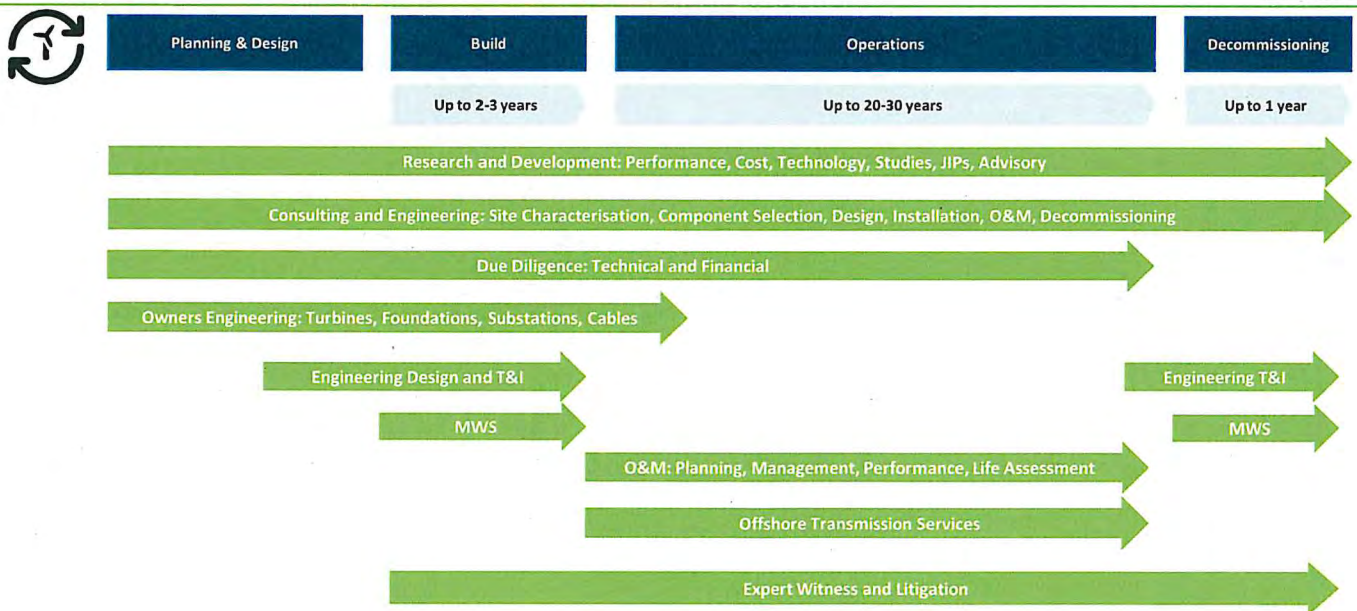 Planning & Design
Build
Operations
Decommissioning
Up to 2-3 years
Up to 20-30 years
Up to 1 year
Research and Development: Performance, Cost, Technology, Studies, JIPs, Advisory
Consulting and Engineering: Site Characterisation, Component Selection, Design, Installation, O&M, Decommissioning
Due Diligence: Technical and Financial
Owners Engineering: Turbines, Foundations, Substations, Cables
Engineering Design and T&I
Engineering T&I
MWS
MWS
O&M: Planning, Management, Performance, Life Assessment
Offshore Transmission Services
Expert Witness and Litigation